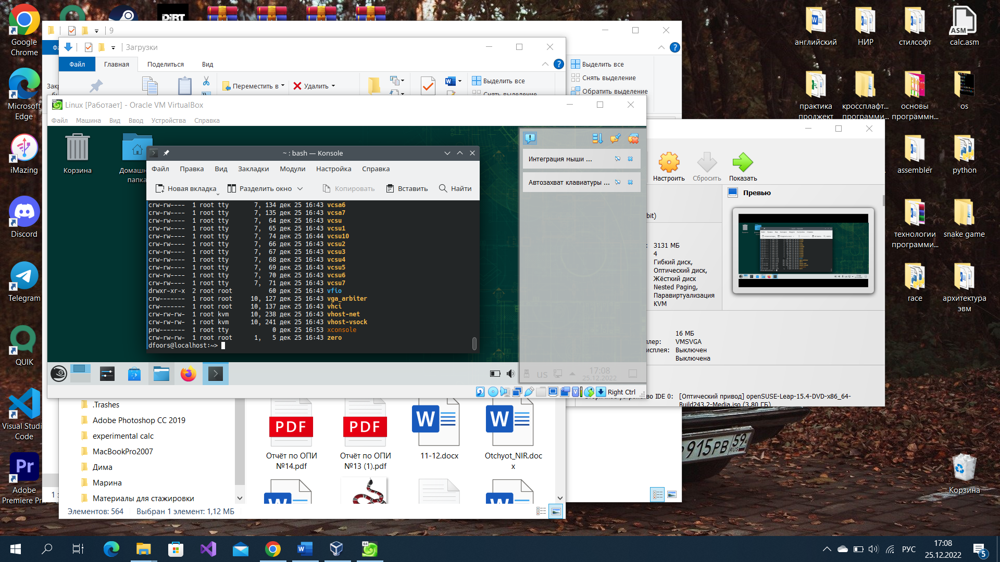 Google
Chrome
Microsoft
Edge
iMazing
Discord
Telegram
QUIK
Visual Studi
Code
Adobe
Premiere Pr...
DiRT
английский
НИР
стилсофт
calc.asm
ASM
практика
проджект
кроссплафт...
программи...
основы
программн...
os
assembler
python
технологии
программи...
snake game
race
архитектура
эвм
Корзина
9
Выделить все
Снять выделение
Обратить выделение
Загрузки
Файл
Главная
Поделиться
Вид
Переместить в
Удалить
Выделить все
Снять выделение
Linux [Работает] - Oracle VM VirtualBox
Файл Машина Вид Ввод Устройства Справка
Корзина
Домашн
папка
~ : bash — Konsole
Файл Правка Вид Закладки Модули Настройка Справка
Новая вкладка Разделить окно Копировать Вставить Найти
crw-rw---- 1 root tty 7, 134 дек 25 16:43 vcsa6
crw-rw---- 1 root tty 7, 135 дек 25 16:43 vcsa7
crw-rw---- 1 root tty 7, 64 дек 25 16:43 vcsu
crw-rw---- 1 root tty 7, 65 дек 25 16:43 vcsu1
crw-rw---- 1 root tty 7, 74 дек 25 16:44 vcsu10
crw-rw---- 1 root tty 7, 66 дек 25 16:43 vcsu2
crw-rw---- 1 root tty 7, 67 дек 25 16:43 vcsu3
crw-rw---- 1 root tty 7, 68 дек 25 16:43 vcsu4
crw-rw---- 1 root tty 7, 69 дек 25 16:43 vcsu5
crw-rw---- 1 root tty 7, 70 дек 25 16:43 vcsu6
crw-rw---- 1 root tty 7, 71 дек 25 16:43 vcsu7
drwxr-xr-x 2 root root 60 дек 25 16:43 vfio
crw------- 1 root root 10, 127 дек 25 16:43 vga_arbiter
crw------- 1 root root 10, 137 дек 25 16:43 vhci
crw-rw-rw- 1 root kvm 10, 238 дек 25 16:43 vhost-net
crw-rw-rw- 1 root kvm 10, 241 дек 25 16:43 vhost-vsock
prw------- 1 root tty 0 дек 25 16:53 xconsole
crw-rw-rw- 1 root root 1, 5 дек 25 16:43 zero
dfoors@localhost:~>
Интеграция мыши ...
Автозахват клавиатуры ...
us
17:08
25.12.2022
Right Ctrl
Настроить
Сбросить
Показать
Превью
bit)
3131 МБ
4
Гибкий диск,
Оптический диск,
Жёсткий диск
Nested Paging,
Паравиртуализация
KVM
16 МБ
ллер: VMSVGA
исплея: Выключен
Выключена
IDE 0: [Оптический привод] openSUSE-Leap-15.4-DVD-x86_64-
Build243.2-Media.iso (3,80 ГБ)
.Trashes
Adobe Photoshop CC 2019
experimental calc
MacBookPro2007
Дима
Марина
Материалы для стажировки
PDF
PDF
W
W
Отчёт по ОПИ
№14.pdf
Отчёт по ОПИ
№13 (1).pdf
11-12.docx
Otchyot_NIR.doc
x
Элементов: 564
Выбран 1 элемент: 1,12 МБ
Р915РВ
59
RUS
РУС
17:08
25.12.2022
5